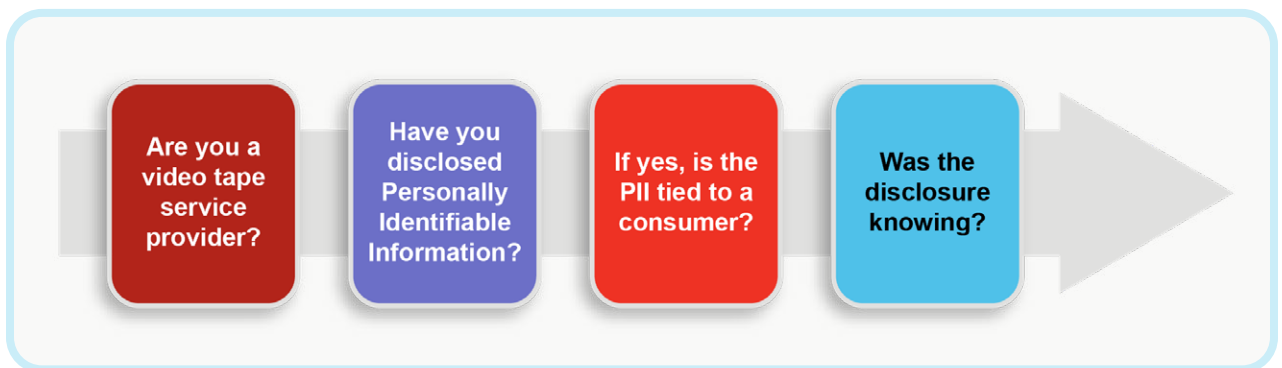 Are you a
video tape
service
provider?
Have you
disclosed
Personally
Identifiable
Information?
If yes, is the
PII tied to a
consumer?
Was the
disclosure
knowing?